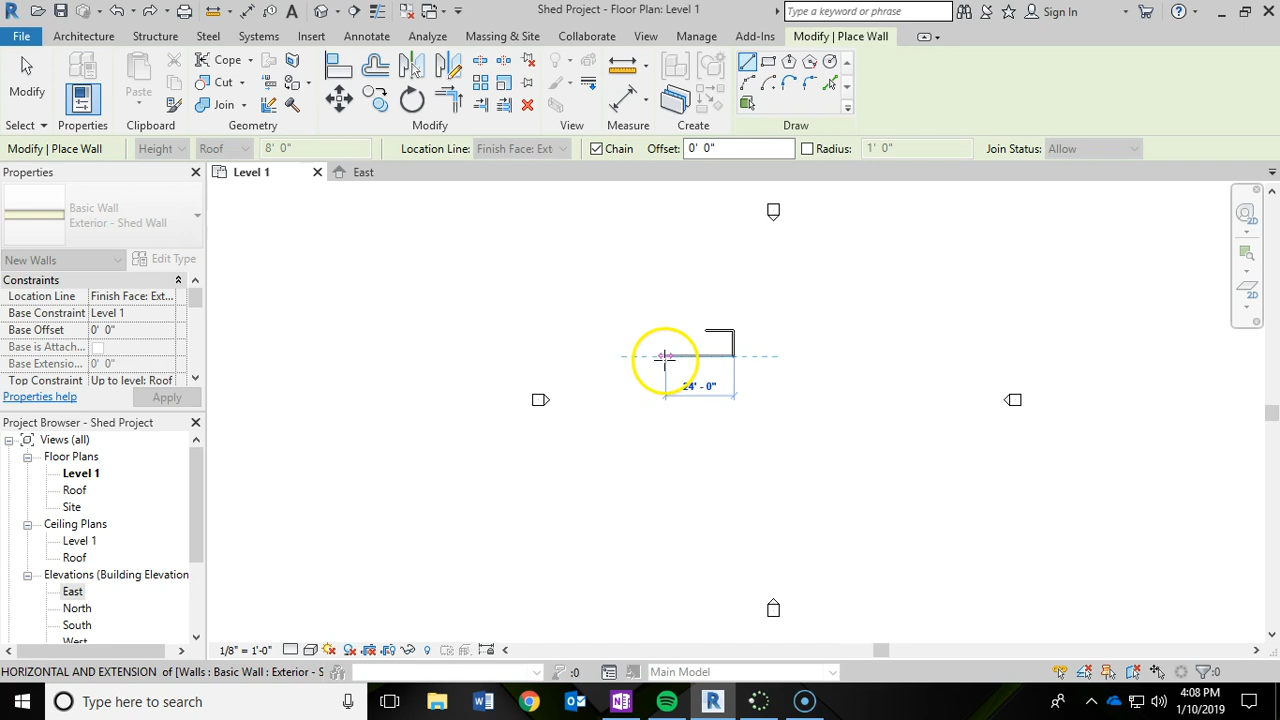 Shed Project - Floor Plan: Level 1
Type a keyword or phrase
Sign In
File
Architecture
Structure
Steel
Systems
Insert
Annotate
Analyze
Massing & Site
Collaborate
View
Manage
Add-Ins
Modify | Place Wall
Modify
Paste
Cope
Cut
Join
Select
Properties
Clipboard
Geometry
Modify
View
Measure
Create
Draw
Modify | Place Wall
Height
Roof
8' 0"
Location Line:
Finish Face: Ext
Chain
Offset:
0' 0"
Radius:
1' 0"
Join Status:
Allow
Properties
Level 1
East
Basic Wall
Exterior - Shed Wall
New Walls
Edit Type
Constraints
Location Line Finish Face: Ext...
Base Constraint Level 1
Base Offset 0' 0"
Base is Attach...
Base Extensio... 0' 0"
Top Constraint Up to level: Roof
Properties help
Apply
Project Browser - Shed Project
Views (all)
Floor Plans
Level 1
Roof
Site
Ceiling Plans
Level 1
Roof
Elevations (Building Elevation
East
North
South
West
24' - 0"
2D
2D
1/8" = 1'-0"
HORIZONTAL AND EXTENSION of [Walls : Basic Wall : Exterior - S
:0
Main Model
:0
Type here to search
4:08 PM
1/10/2019